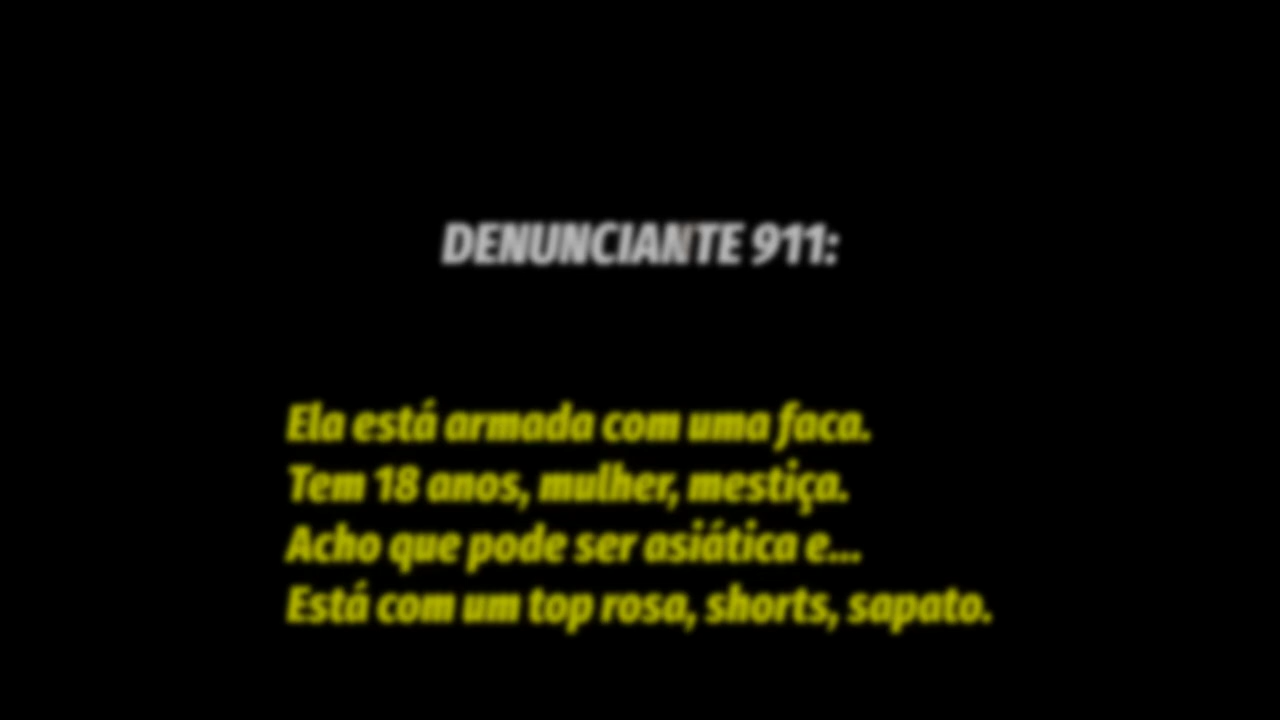 DENUNCIANTE 911:
Ela está armada com uma faca.
Tem 18 anos, mulher, mestiça.
Acho que pode ser asiática e...
Está com um top rosa, shorts, sapato.